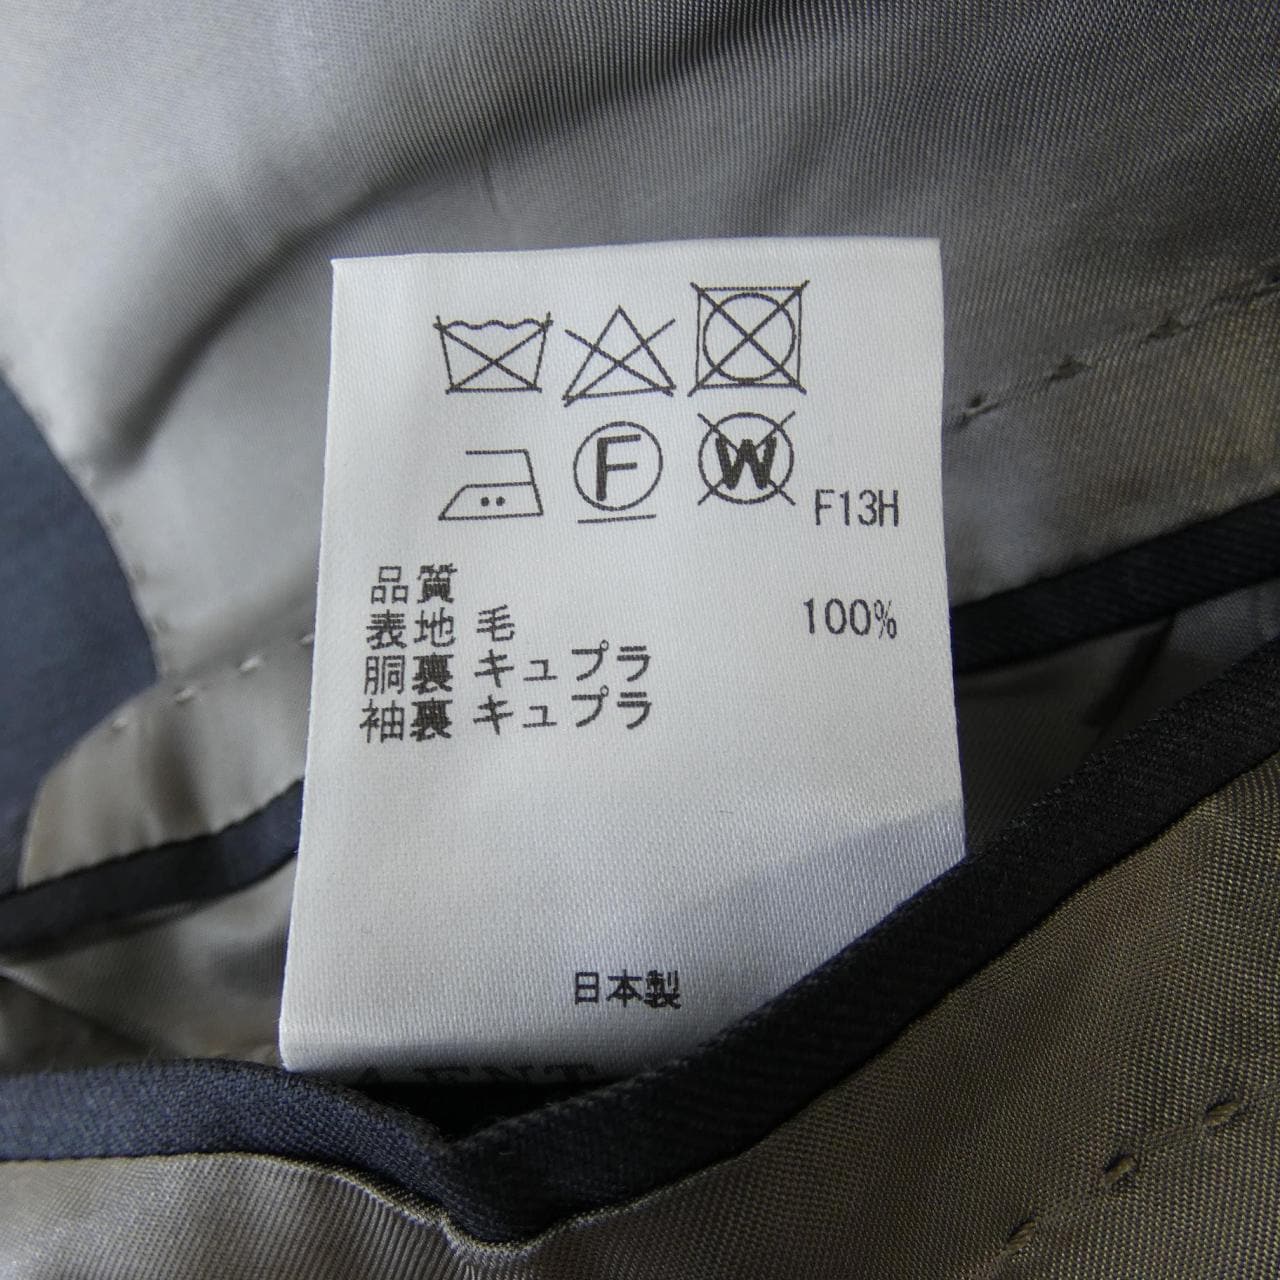 F
W
F13H
品質
表地 毛 100%
胴裏 キュプラ
袖裏 キュプラ
日本製